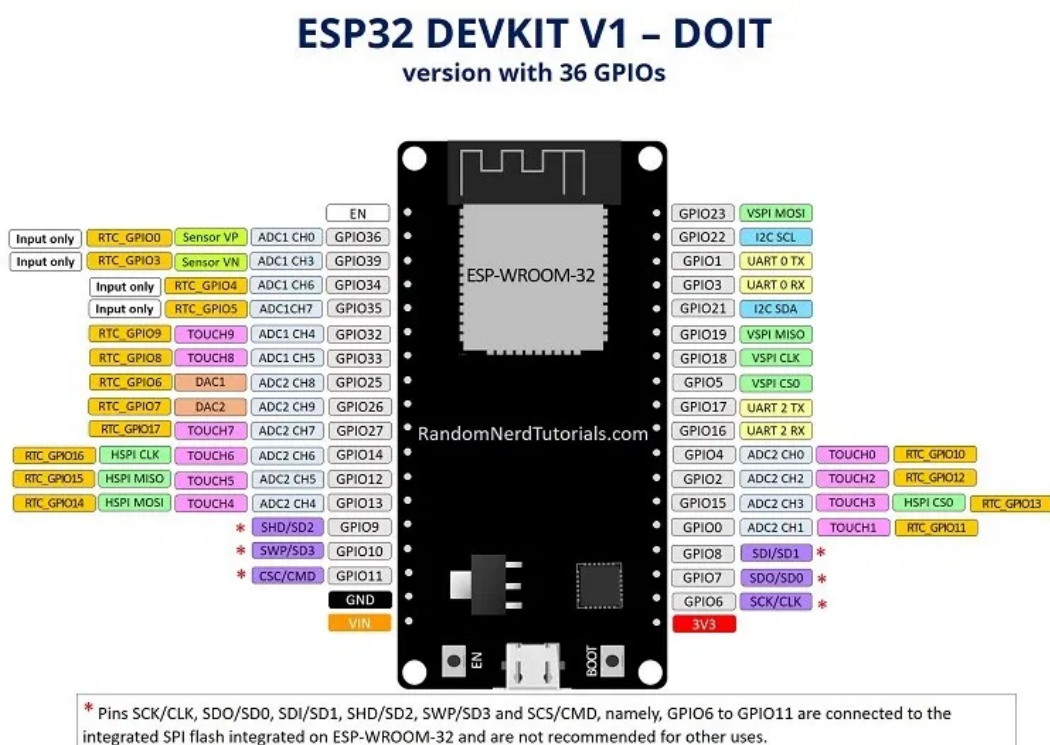 ESP32 DEVKIT V1 – DOIT
version with 36 GPIOs
EN
Input only RTC_GPIO0 Sensor VP ADC1 CH0 GPIO36
Input only RTC_GPIO3 Sensor VN ADC1 CH3 GPIO39
Input only RTC_GPIO4 ADC1 CH6 GPIO34
Input only RTC_GPIO5 ADC1CH7 GPIO35
RTC_GPIO9 TOUCH9 ADC1 CH4 GPIO32
RTC_GPIO8 TOUCH8 ADC1 CH5 GPIO33
RTC_GPIO6 DAC1 ADC2 CH8 GPIO25
RTC_GPIO7 DAC2 ADC2 CH9 GPIO26
RTC_GPIO17 TOUCH7 ADC2 CH7 GPIO27
RTC_GPIO16 HSPI CLK TOUCH6 ADC2 CH6 GPIO14
RTC_GPIO15 HSPI MISO TOUCH5 ADC2 CH5 GPIO12
RTC_GPIO14 HSPI MOSI TOUCH4 ADC2 CH4 GPIO13
* SHD/SD2 GPIO9
* SWP/SD3 GPIO10
* CSC/CMD GPIO11
GND
VIN
ESP-WROOM-32
RandomNerdTutorials.com
EN
BOOT
GPIO23 VSPI MOSI
GPIO22 I2C SCL
GPIO1 UART 0 TX
GPIO3 UART 0 RX
GPIO21 I2C SDA
GPIO19 VSPI MISO
GPIO18 VSPI CLK
GPIO5 VSPI CS0
GPIO17 UART 2 TX
GPIO16 UART 2 RX
GPIO4 ADC2 CH0 TOUCH0 RTC_GPIO10
GPIO2 ADC2 CH2 TOUCH2 RTC_GPIO12
GPIO15 ADC2 CH3 TOUCH3 HSPI CS0 RTC_GPIO13
GPIO0 ADC2 CH1 TOUCH1 RTC_GPIO11
GPIO8 SDI/SD1 *
GPIO7 SDO/SD0 *
GPIO6 SCK/CLK *
3V3
* Pins SCK/CLK, SDO/SD0, SDI/SD1, SHD/SD2, SWP/SD3 and SCS/CMD, namely, GPIO6 to GPIO11 are connected to the
integrated SPI flash integrated on ESP-WROOM-32 and are not recommended for other uses.